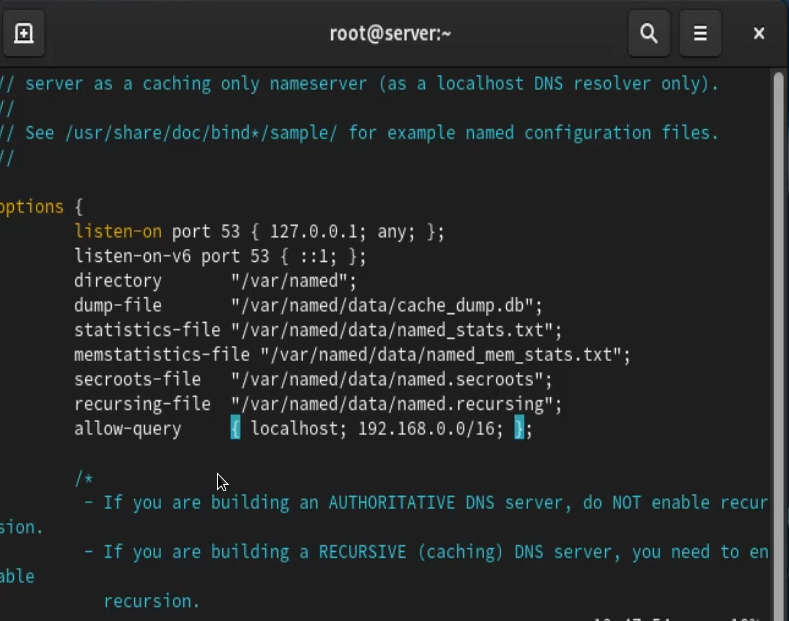 root@server:~
// server as a caching only nameserver (as a localhost DNS resolver only).
//
// See /usr/share/doc/bind*/sample/ for example named configuration files.
//
options {
listen-on port 53 { 127.0.0.1; any; };
listen-on-v6 port 53 { ::1; };
directory "/var/named";
dump-file "/var/named/data/cache_dump.db";
statistics-file "/var/named/data/named_stats.txt";
memstatistics-file "/var/named/data/named_mem_stats.txt";
secroots-file "/var/named/data/named.secroots";
recursing-file "/var/named/data/named.recursing";
allow-query { localhost; 192.168.0.0/16; };
/*
- If you are building an AUTHORITATIVE DNS server, do NOT enable recur
sion.
- If you are building a RECURSIVE (caching) DNS server, you need to en
able
recursion.